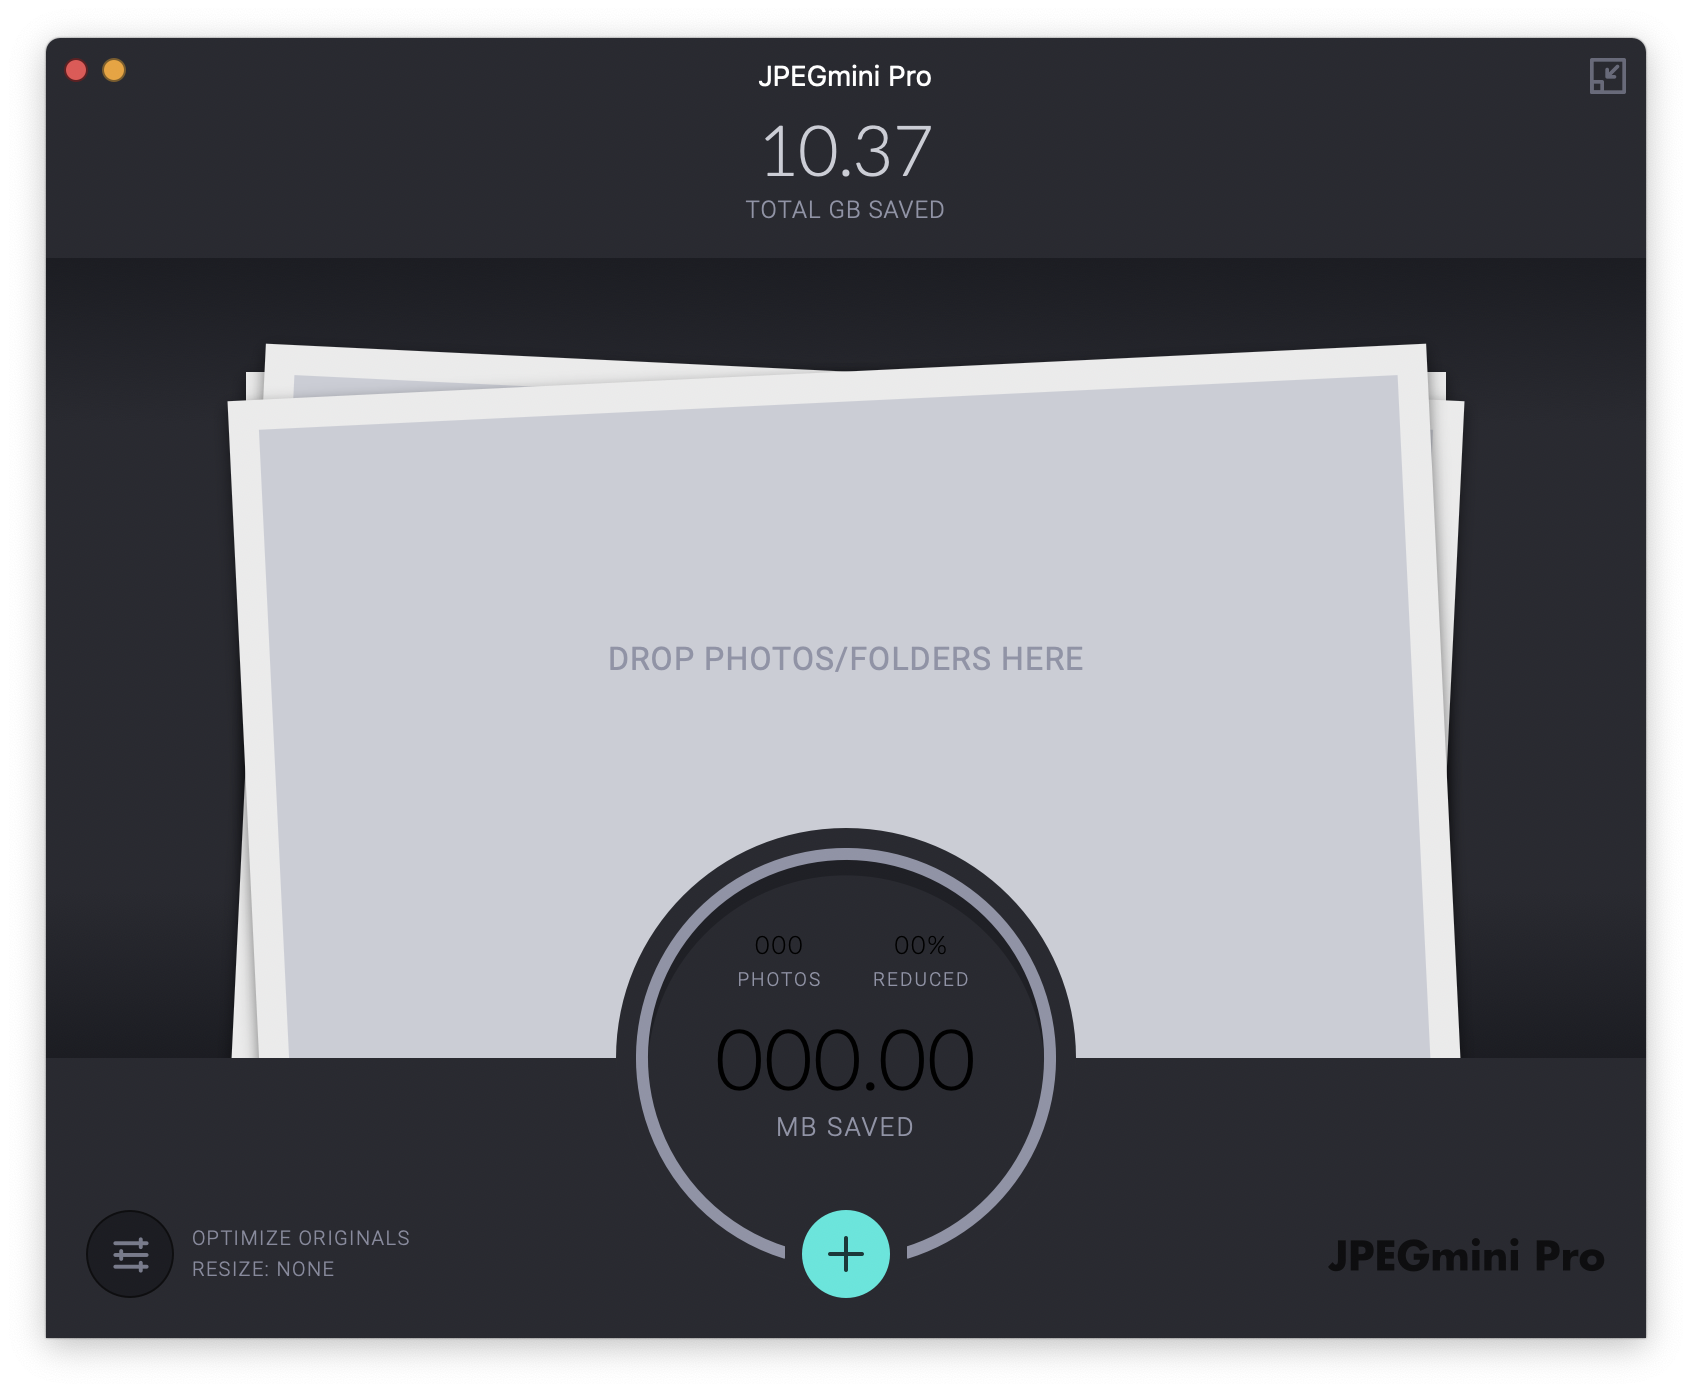 JPEGmini Pro
10.37
TOTAL GB SAVED
DROP PHOTOS/FOLDERS HERE
000 00%
PHOTOS REDUCED
000.00
MB SAVED
OPTIMIZE ORIGINALS
RESIZE: NONE
JPEGmini Pro